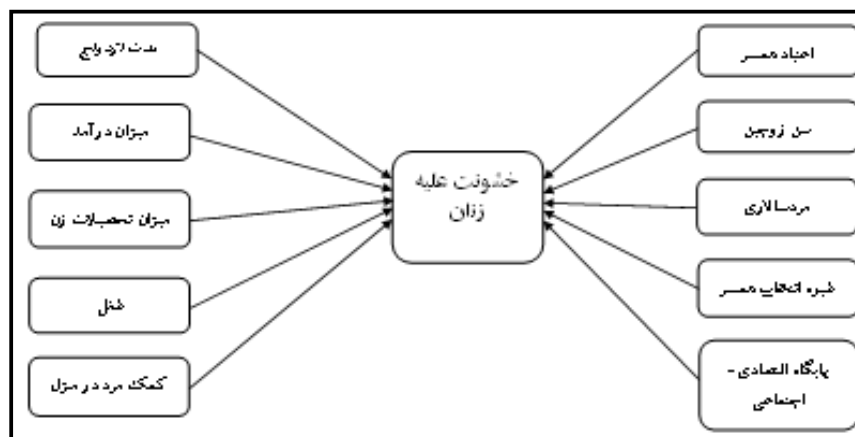 مدت ازدواج
میزان درآمد
میزان تحصیلات زن
شغل
کمک مرد در منزل
خشونت علیه
زنان
اعتیاد همسر
سن زوجین
مردسالاری
شیوه انتخاب همسر
پایگاه اقتصادی -
اجتماعی